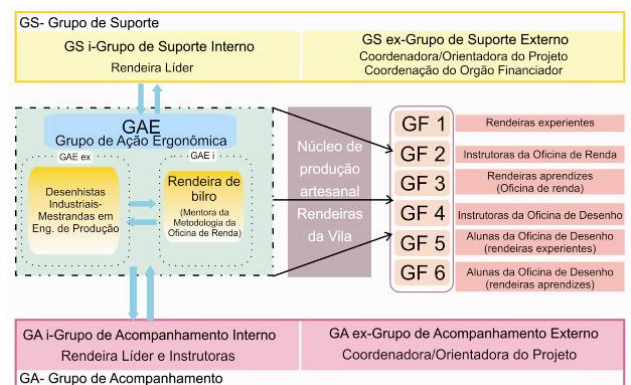 GS- Grupo de Suporte
GS i-Grupo de Suporte Interno
Rendeira Líder
GS ex-Grupo de Suporte Externo
Coordenadora/Orientadora do Projeto
Coordenação do Orgão Financiador
GAE
Grupo de Ação Ergonômica
GAE ex
Desenhistas
Industriais-
Mestrandas em
Eng. de Produção
GAE i
Rendeira de
bilro
(Mentora da
Metodologia da
Oficina de Renda)
Núcleo de
produção
artesanal
Rendeiras
da Vila
GF 1
Rendeiras experientes
GF 2
Instrutoras da Oficina de Renda
GF 3
Rendeiras aprendizes
(Oficina de renda)
GF 4
Instrutoras da Oficina de Desenho
GF 5
Alunas da Oficina de Desenho
(rendeiras experientes)
GF 6
Alunas da Oficina de Desenho
(rendeiras aprendizes)
GA i-Grupo de Acompanhamento Interno
Rendeira Líder e Instrutoras
GA ex-Grupo de Acompanhamento Externo
Coordenadora/Orientadora do Projeto
GA- Grupo de Acompanhamento